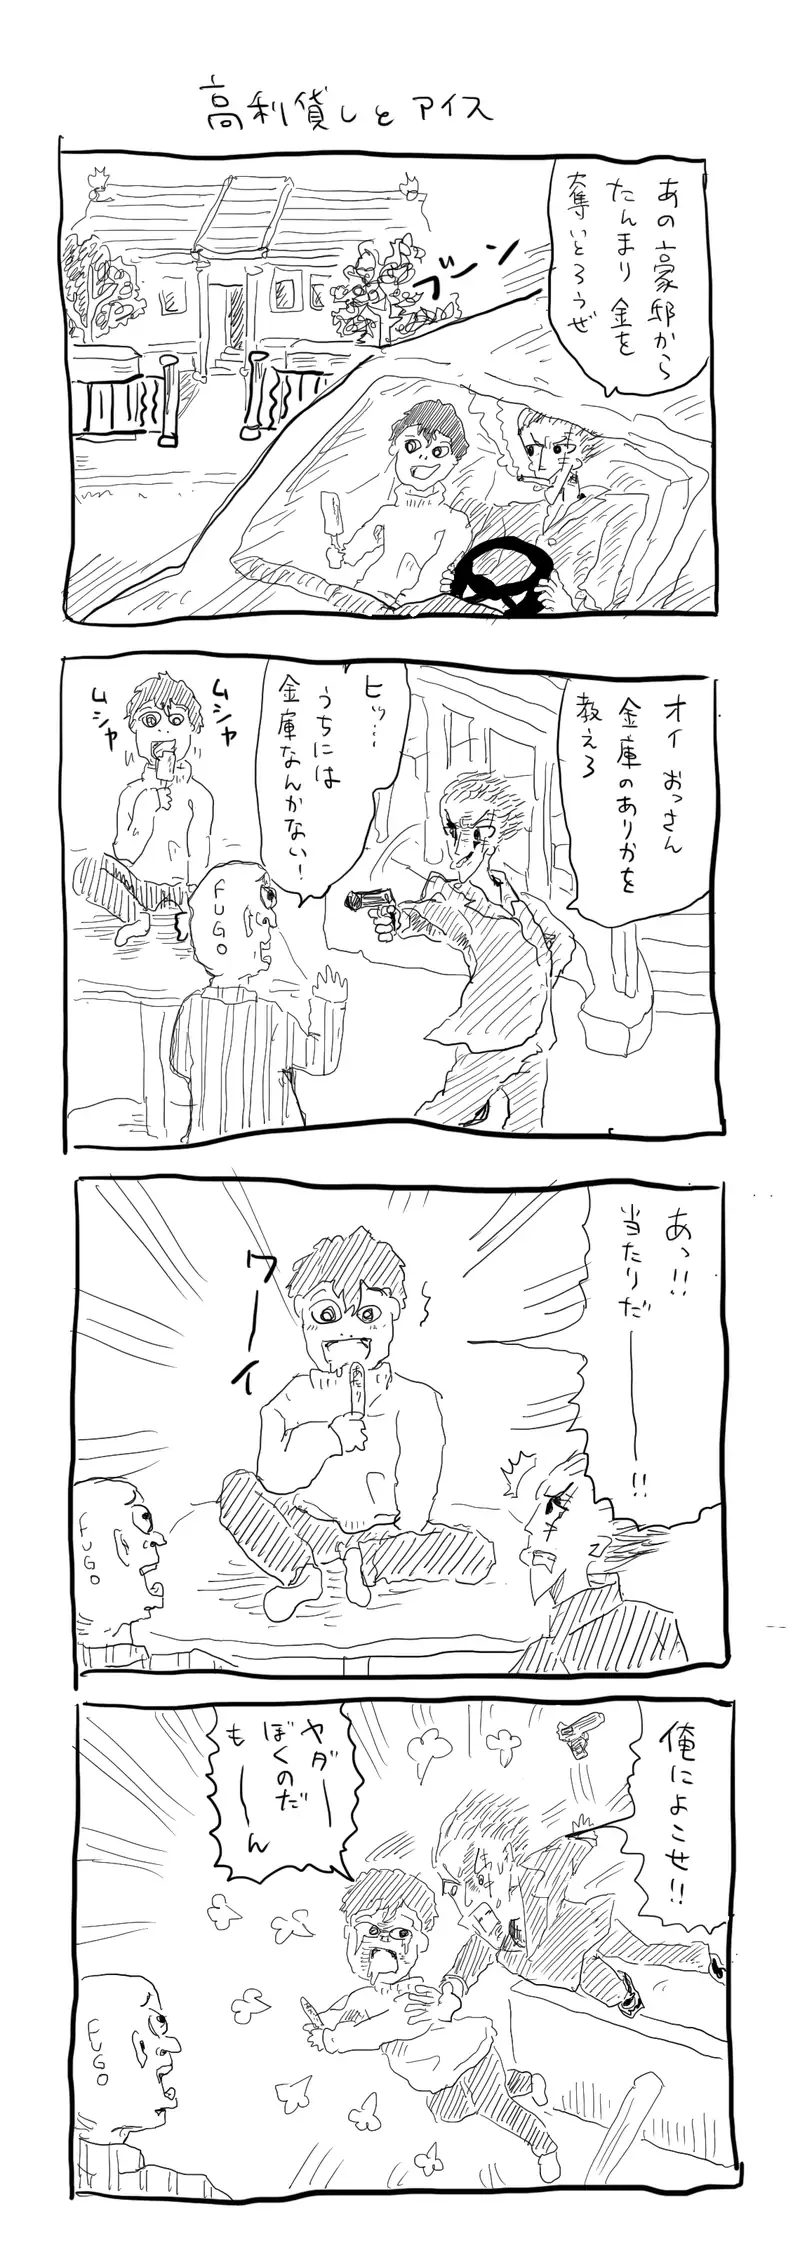 高利貸しとアイス
あの豪邸から
たんまり金を
奪いとろうぜ
ブーン
オイ おっさん
金庫のありかを
教えろ
ヒッ…
うちには
金庫なんかない!
ムシャ
ムシャ
FUGO
あっ!!
当たりだ――!!
ワーイ
あたり
FUGO
俺によこせ!!
ヤダー
ぼくのだ
もーん
FUGO